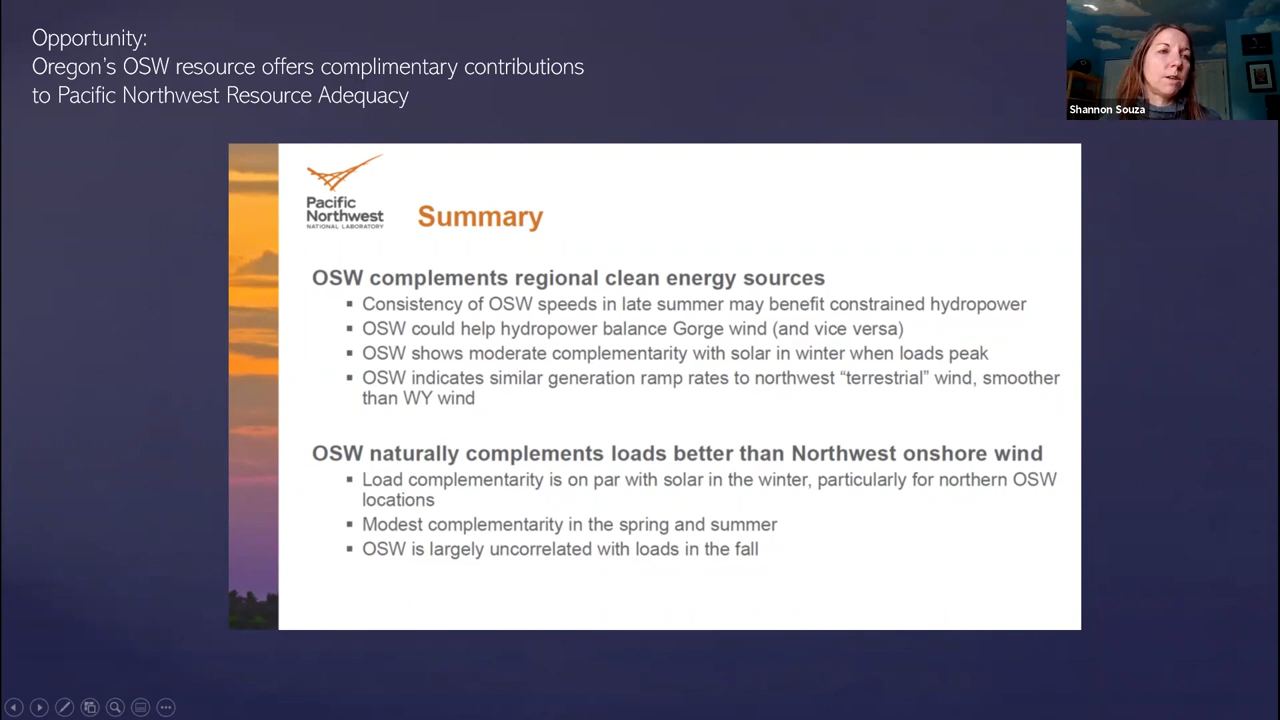 Opportunity:
Oregon's OSW resource offers complimentary contributions
to Pacific Northwest Resource Adequacy
Shannon Souza
Pacific
Northwest
NATIONAL LABORATORY
Summary
OSW complements regional clean energy sources
▪ Consistency of OSW speeds in late summer may benefit constrained hydropower
▪ OSW could help hydropower balance Gorge wind (and vice versa)
▪ OSW shows moderate complementarity with solar in winter when loads peak
▪ OSW indicates similar generation ramp rates to northwest “terrestrial” wind, smoother
than WY wind
OSW naturally complements loads better than Northwest onshore wind
▪ Load complementarity is on par with solar in the winter, particularly for northern OSW
locations
▪ Modest complementarity in the spring and summer
▪ OSW is largely uncorrelated with loads in the fall